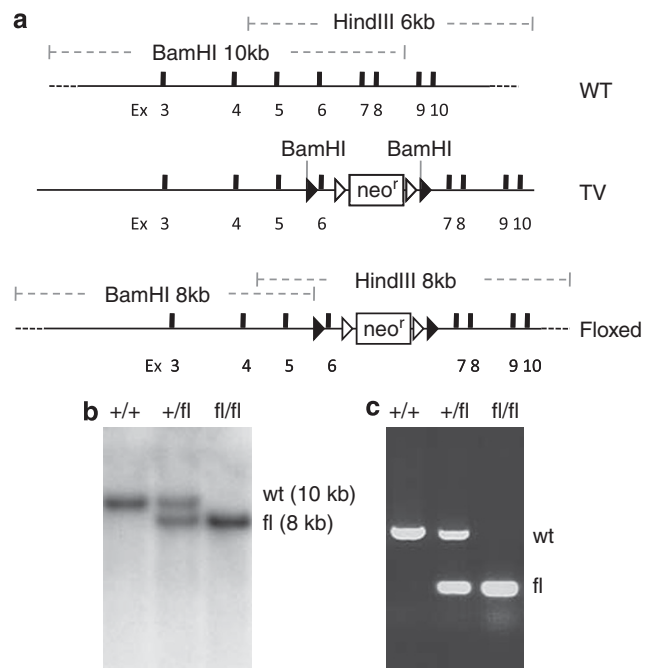 a
HindIII 6kb
BamHI 10kb
WT
Ex 3 4 5 6 7 8 9 10
BamHI BamHI
neoʳ
TV
Ex 3 4 5 6 7 8 9 10
HindIII 8kb
BamHI 8kb
neoʳ
Floxed
Ex 3 4 5 6 7 8 9 10
b +/+ +/fl fl/fl
wt (10 kb)
fl (8 kb)
c +/+ +/fl fl/fl
wt
fl